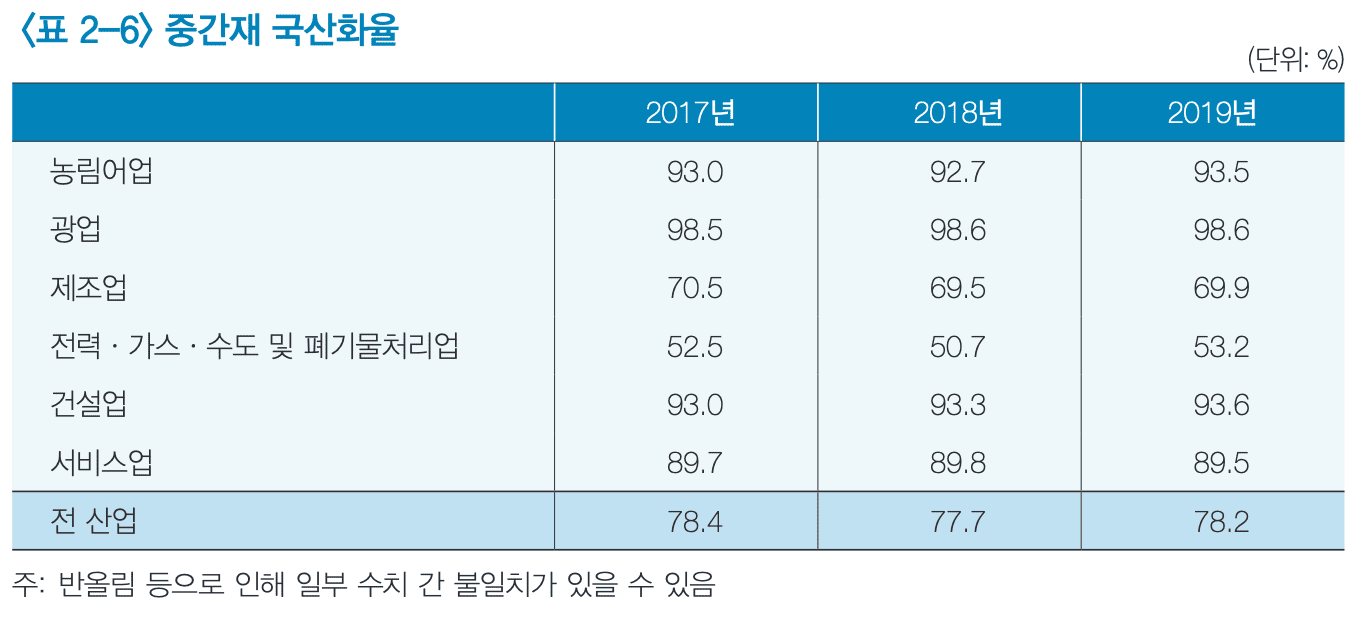 〈표 2-6〉 중간재 국산화율
(단위: %)
2017년 2018년 2019년
농림어업 93.0 92.7 93.5
광업 98.5 98.6 98.6
제조업 70.5 69.5 69.9
전력·가스·수도 및 폐기물처리업 52.5 50.7 53.2
건설업 93.0 93.3 93.6
서비스업 89.7 89.8 89.5
전 산업 78.4 77.7 78.2
주: 반올림 등으로 인해 일부 수치 간 불일치가 있을 수 있음